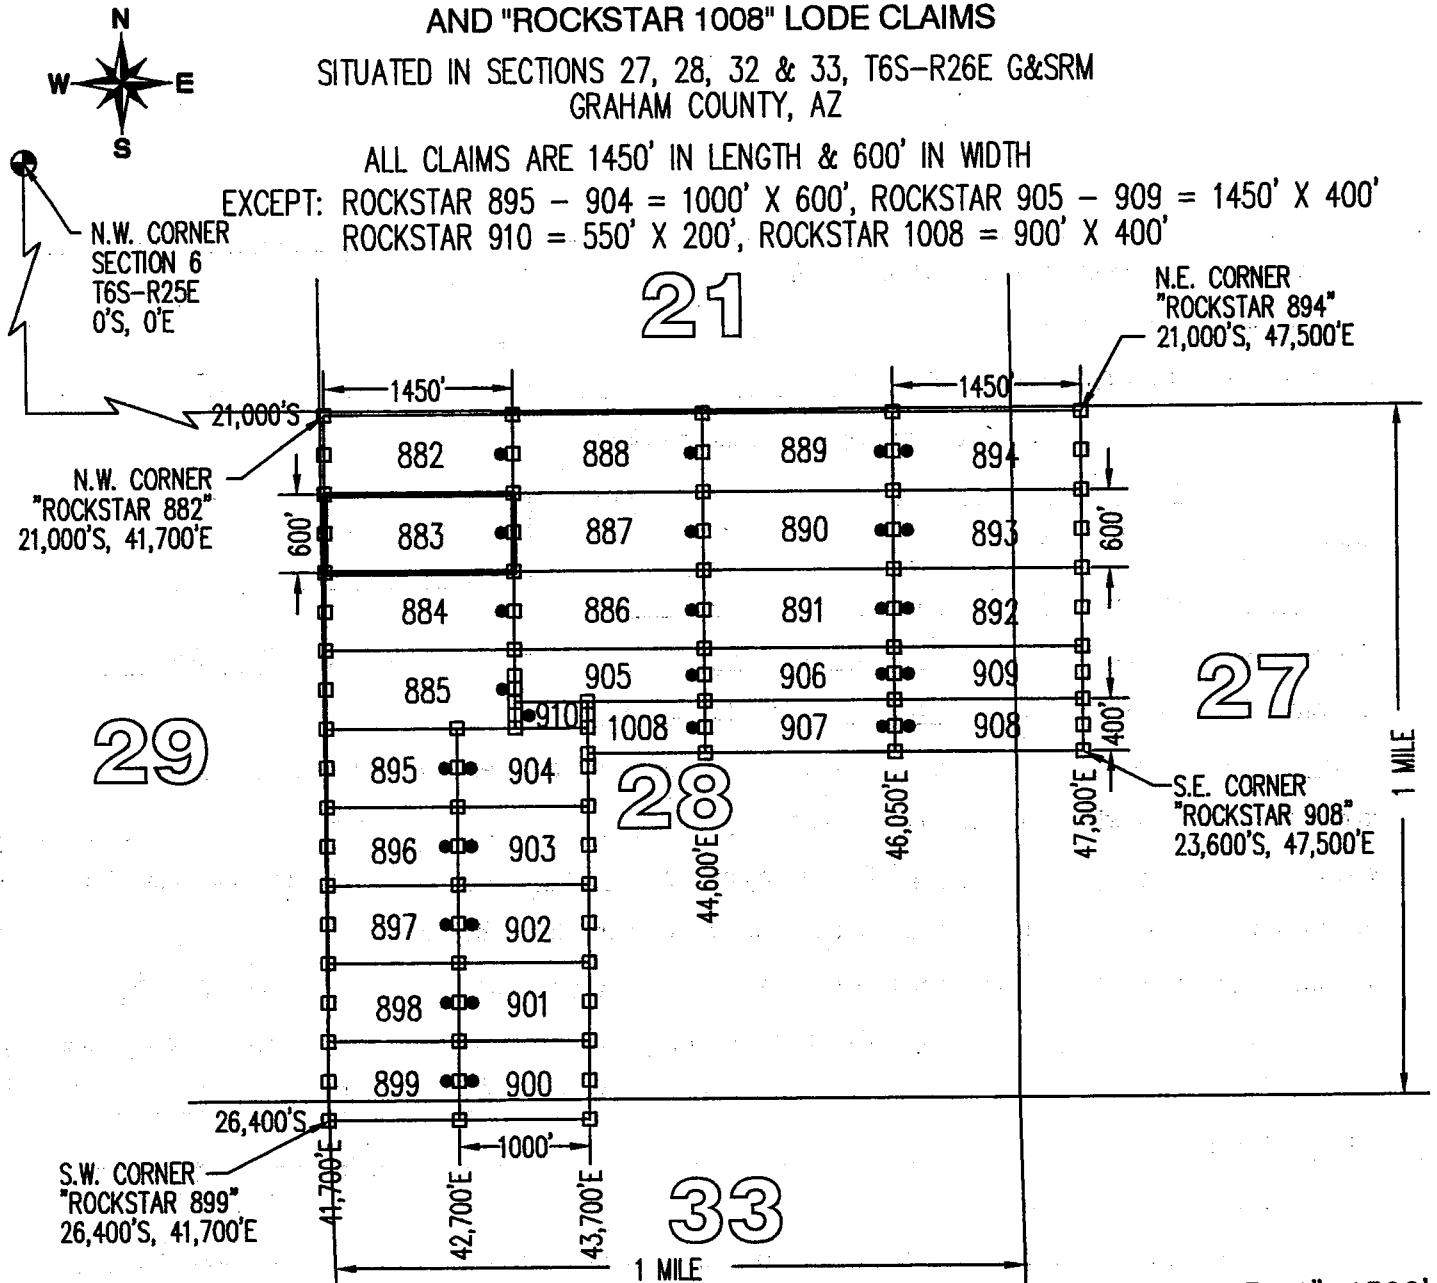 N
W E
S
AND "ROCKSTAR 1008" LODE CLAIMS
SITUATED IN SECTIONS 27, 28, 32 & 33, T6S-R26E G&SRM
GRAHAM COUNTY, AZ
ALL CLAIMS ARE 1450' IN LENGTH & 600' IN WIDTH
EXCEPT: ROCKSTAR 895 - 904 = 1000' X 600', ROCKSTAR 905 - 909 = 1450' X 400'
ROCKSTAR 910 = 550' X 200', ROCKSTAR 1008 = 900' X 400'
N.W. CORNER
SECTION 6
T6S-R25E
0'S, 0'E
21
N.E. CORNER
"ROCKSTAR 894"
21,000'S, 47,500'E
1450'
1450'
21,000'S
N.W. CORNER
"ROCKSTAR 882"
21,000'S, 41,700'E
882 888 889 894
600'
883 887 890 893
600'
884 886 891 892
885 905 906 909
910 1008 907 908
400'
27
29
28
1 MILE
895 904
896 903
897 902
898 901
899 900
44,600'E
46,050'E
47,500'E
S.E. CORNER
"ROCKSTAR 908"
23,600'S, 47,500'E
26,400'S
1000'
41,700'E
42,700'E
43,700'E
S.W. CORNER
"ROCKSTAR 899"
26,400'S, 41,700'E
33
1 MILE